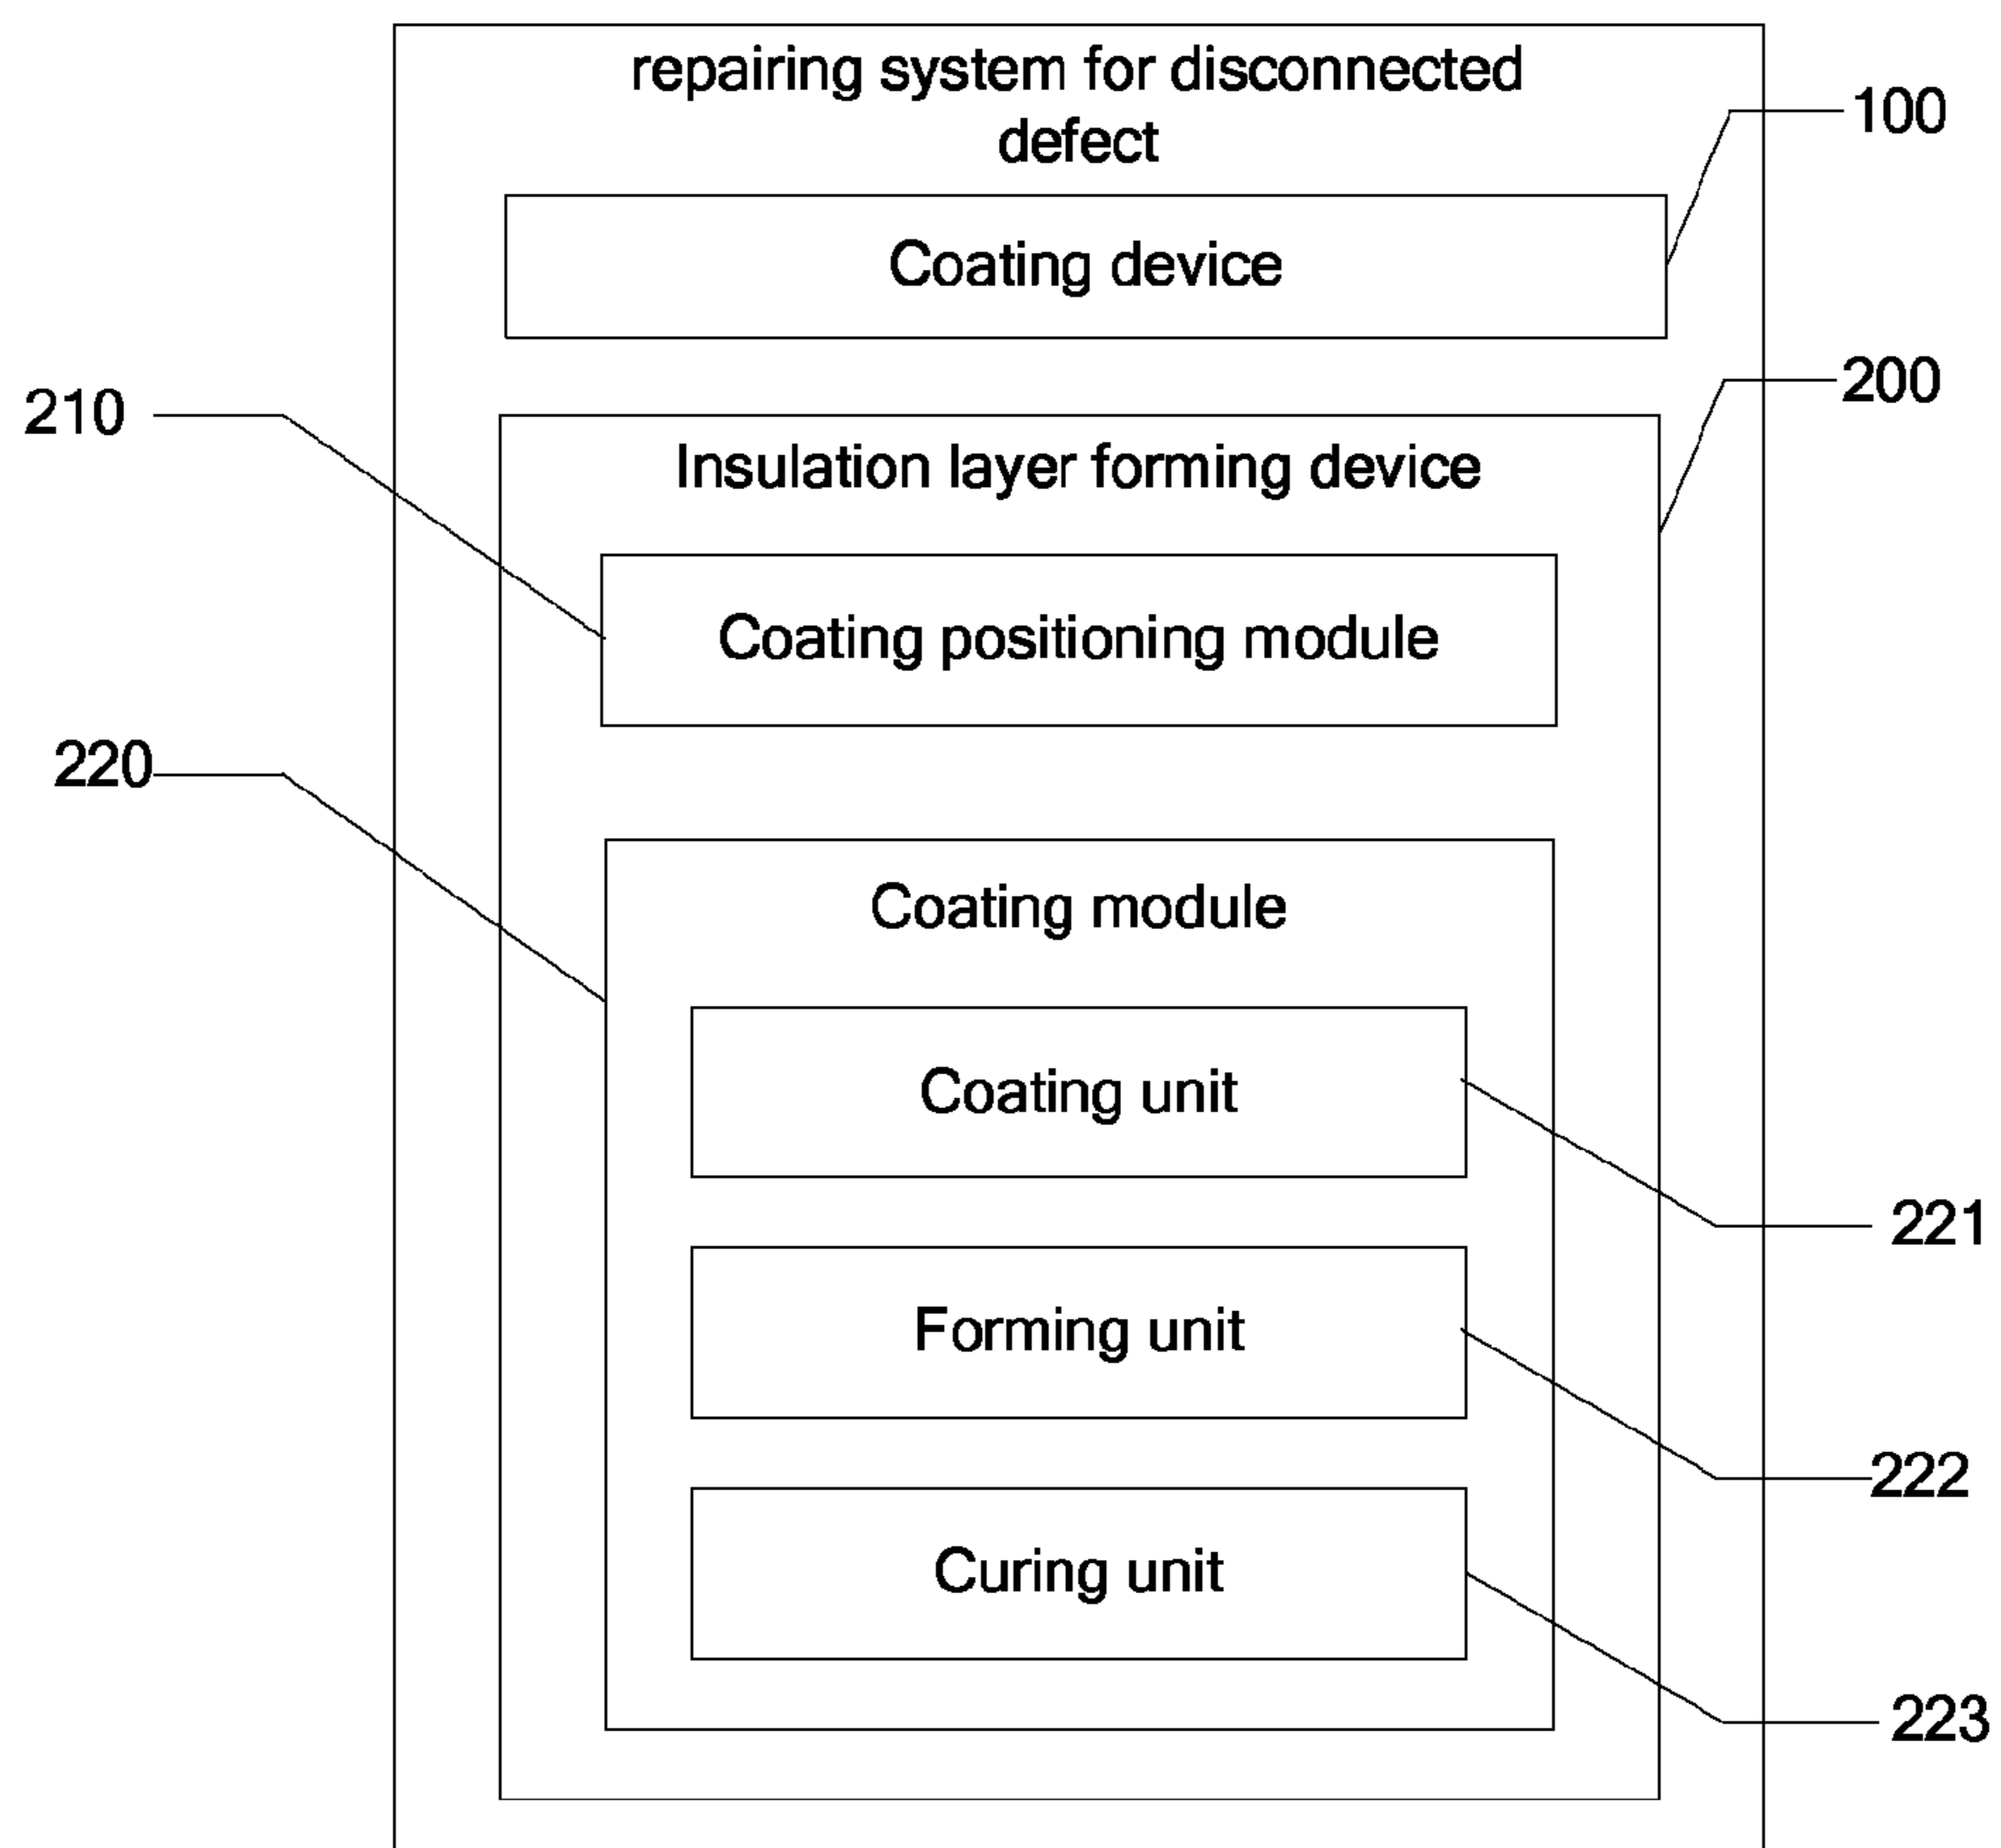 repairing system for disconnected
defect
100
Coating device
200
210
Insulation layer forming device
Coating positioning module
220
Coating module
Coating unit
221
Forming unit
222
Curing unit
223